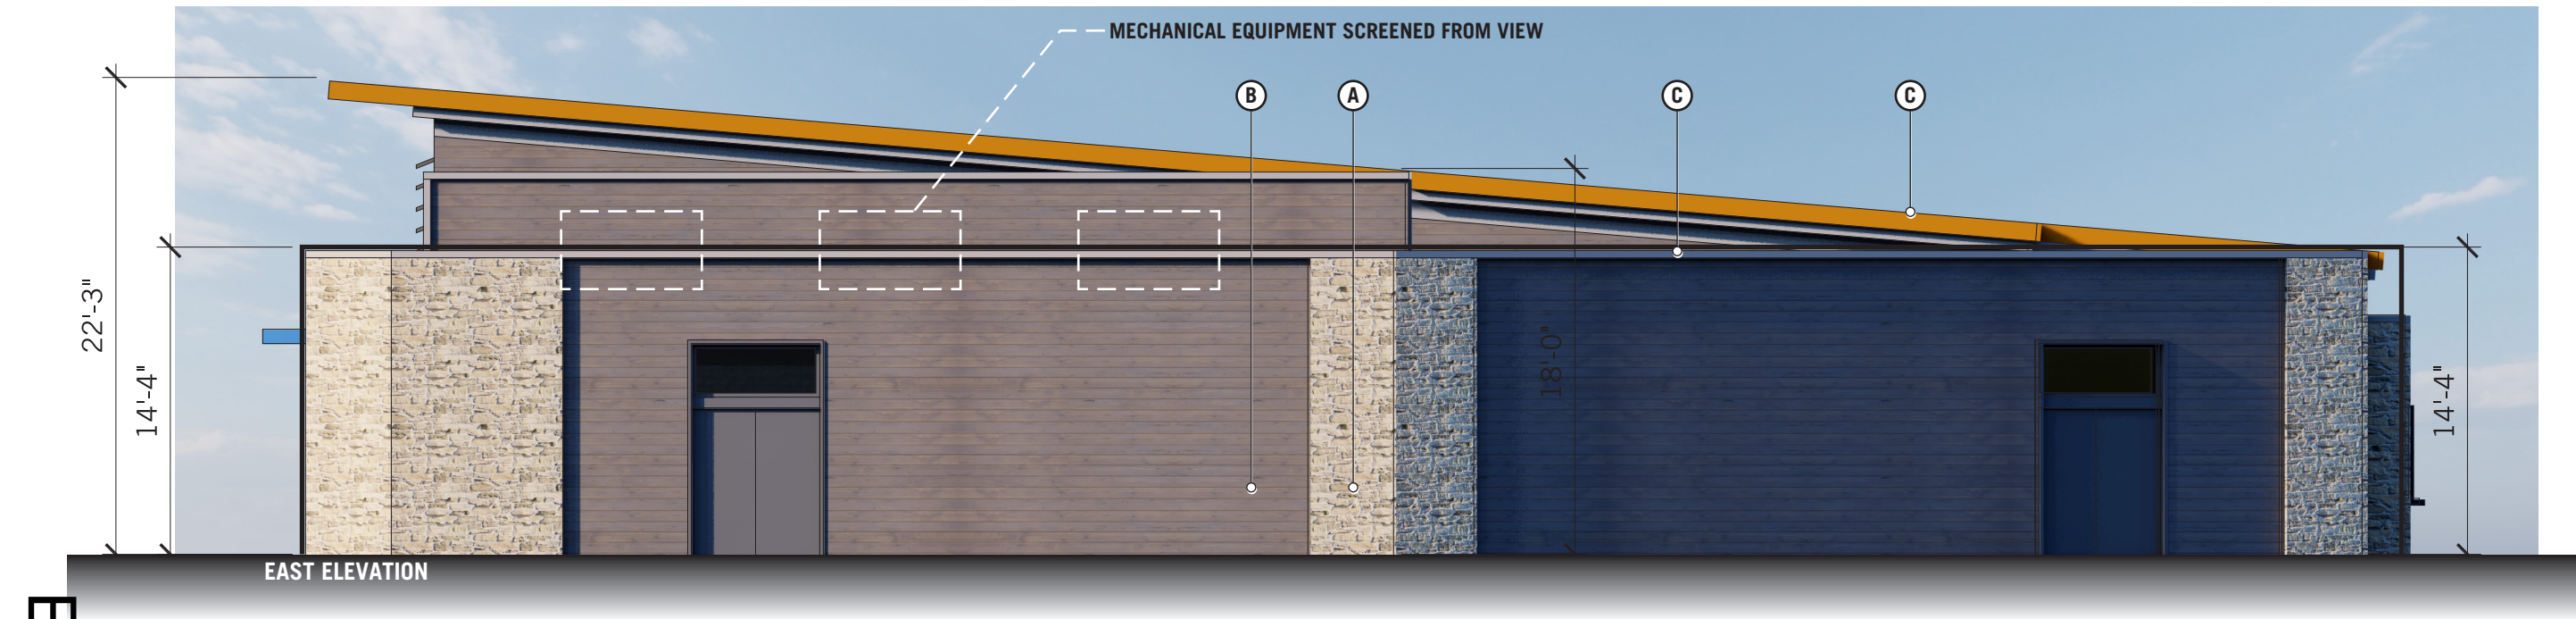 MECHANICAL EQUIPMENT SCREENED FROM VIEW
B
A
C
C
22'-3"
14'-4"
18'-0"
14'-4"
EAST ELEVATION